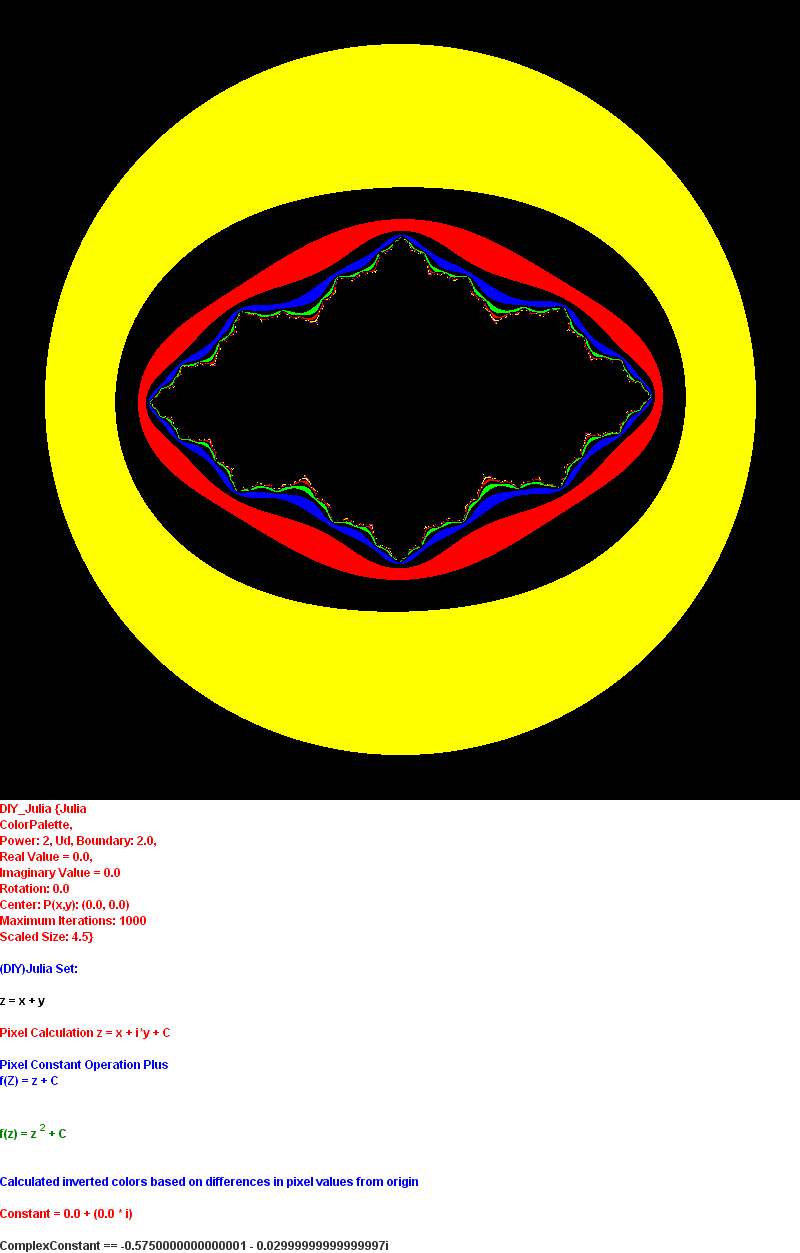 DIY_Julia {Julia
ColorPalette,
Power: 2, Ud, Boundary: 2.0,
Real Value = 0.0,
Imaginary Value = 0.0
Rotation: 0.0
Center: P(x,y): (0.0, 0.0)
Maximum Iterations: 1000
Scaled Size: 4.5}
(DIY)Julia Set:
z = x + y
Pixel Calculation z = x + i*y + C
Pixel Constant Operation Plus
f(Z) = z + C
f(z) = z 2 + C
Calculated inverted colors based on differences in pixel values from origin
Constant = 0.0 + (0.0 * i)
ComplexConstant == -0.5750000000000001 - 0.02999999999999997i